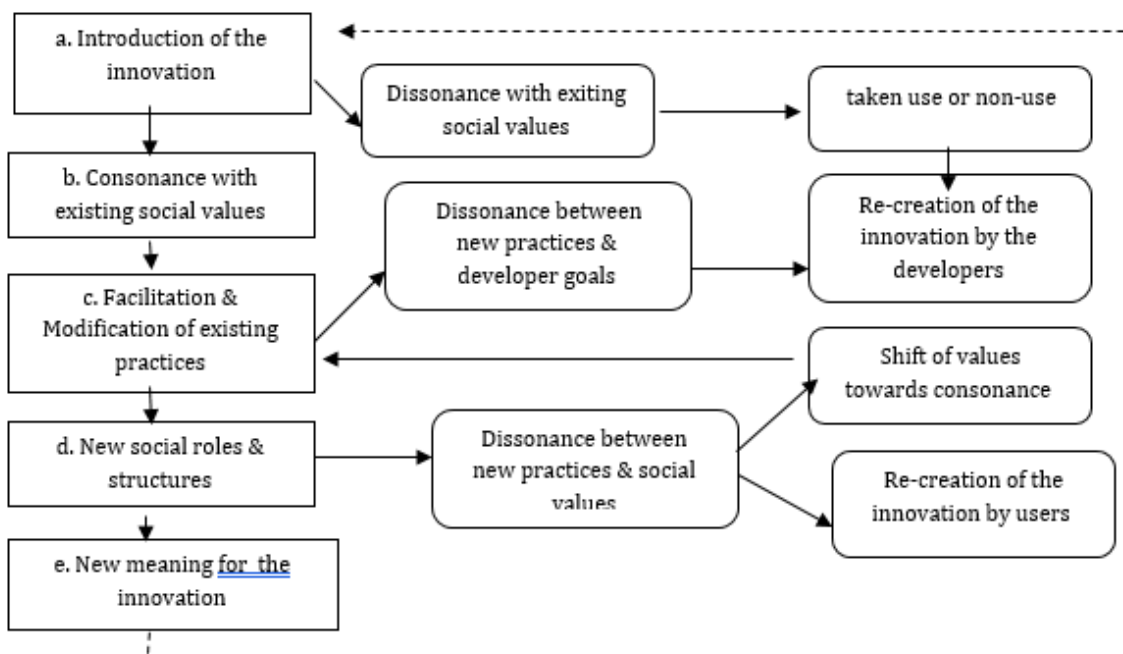 a. Introduction of the
innovation
Dissonance with exiting
social values
taken use or non-use
b. Consonance with
existing social values
Dissonance between
new practices &
developer goals
Re-creation of the
innovation by the
developers
c. Facilitation &
Modification of existing
practices
Shift of values
towards consonance
d. New social roles &
structures
Dissonance between
new practices & social
values
Re-creation of the
innovation by users
e. New meaning for the
innovation